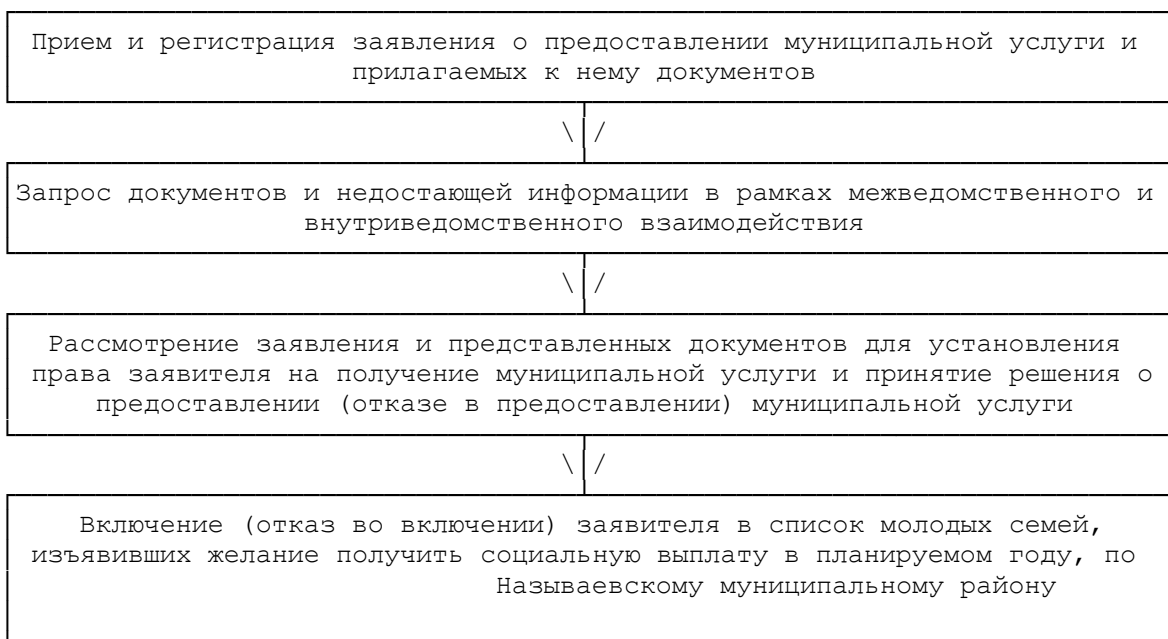 Прием и регистрация заявления о предоставлении муниципальной услуги и
прилагаемых к нему документов
Запрос документов и недостающей информации в рамках межведомственного и
внутриведомственного взаимодействия
Рассмотрение заявления и представленных документов для установления
права заявителя на получение муниципальной услуги и принятие решения о
предоставлении (отказе в предоставлении) муниципальной услуги
Включение (отказ во включении) заявителя в список молодых семей,
изъявивших желание получить социальную выплату в планируемом году, по
Называевскому муниципальному району